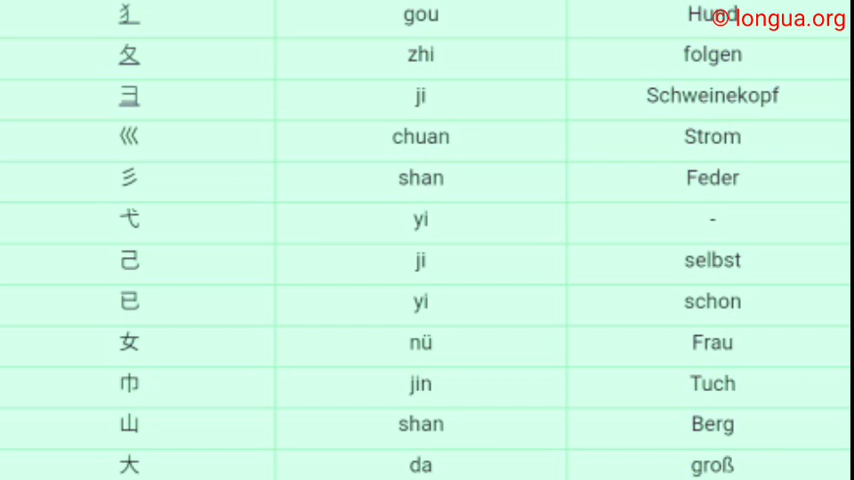 犭 gou Hund
© longua.org
夂 zhi folgen
彐 ji Schweinekopf
巛 chuan Strom
彡 shan Feder
弋 yi -
己 ji selbst
已 yi schon
女 nü Frau
巾 jin Tuch
山 shan Berg
大 da groß